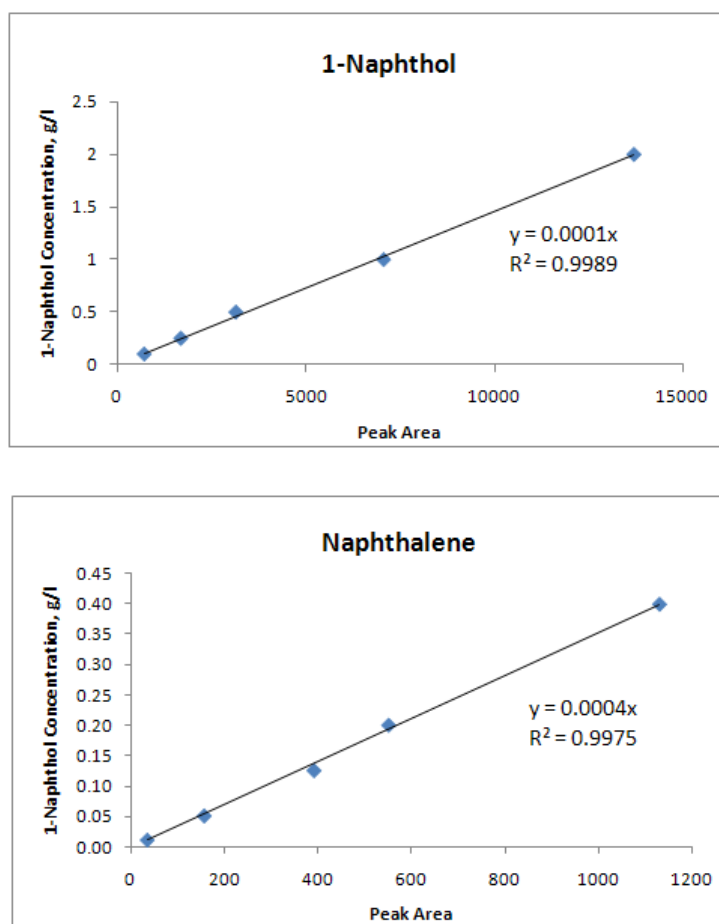 1-Naphthol
1-Naphthol Concentration, g/l
2.5
2
1.5
1
0.5
0
y = 0.0001x
R² = 0.9989
0 5000 10000 15000
Peak Area
Naphthalene
1-Naphthol Concentration, g/l
0.45
0.40
0.35
0.30
0.25
0.20
0.15
0.10
0.05
0.00
y = 0.0004x
R² = 0.9975
0 200 400 600 800 1000 1200
Peak Area